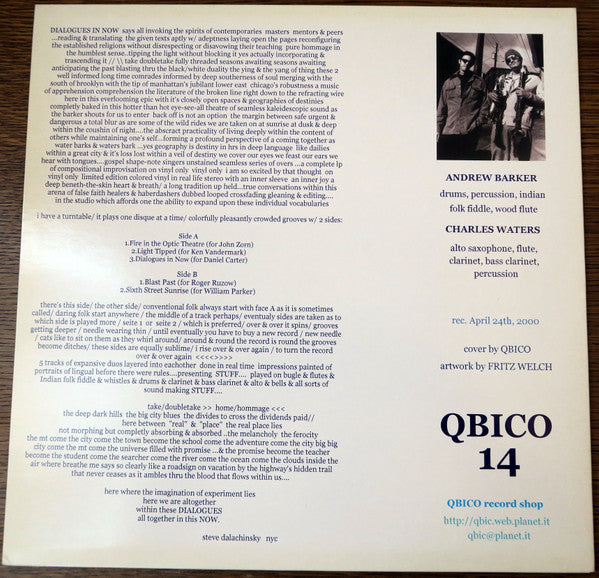 DIALOGUES IN NOW  says all invoking the spirits of contemporaries  masters  mentors & peers
...reading & translating  the given texts aptly w/ adeptness laying open the pages reconfiguring
the established religions without disrespecting or disavowing their teaching  pure hommage in
the humblest sense...tipping the light without blockng it yet actually incorporating it
trascending it // \\ take doubletake fully threaded seasons awaiting seasons awaiting
anticipating the past blasting thru the black/white duality the ying & the yang of thing these 2
well informed long time comrades informed by deep southerness of soul merging with the
south of brooklyn with the tip of manhattan's jubilant lower east  chicago's robustness a music
of apprehension comprehension the literature of the broken line right down to the refracting wire
here in this everlooming epic with it's closely open spaces & geographies of destinies
completly baked in this hotter than hot eye-see-all theatre of seamless kaleidescopic sound as
the barker shouts for us to enter  back off is not an option  the margin between safe urgent &
dangerous a total blur as are some of the wild rides we are taken on at sunrise at dusk & deep
within the coushin of night....the abseract practicality of living deeply within the content of
others while maintaining one's self...forming a profound perspective of a coming together as
water barks & waters bark ...yes geography is destiny in hrs in deep language  like dailies
within a great city & it's loss lost within a veil of destiny we cover our eyes we feast our ears we
hear with tongues....gospel shape-note singers unstained seamless series of overs ...a complete lp
of compositional improvisation on vinyl only  vinyl only  i am so excited by that thought  on
vinyl only  limited edition colored vinyl in real life stereo with an inner sleeve  an inner joy a
deep beneth-the-skin heart & breath/ a long tradition up held...true conversations within this
arena of false faith healers & haberdashers dubbed looped crossfading gleaning & editing....
in the studio which affords one the ability to expand upon these individual vocabularies
i have a turntable/ it plays one disque at a time/ colorfully pleasantly crowded grooves w/ 2 sides:
Side A
1.Fire in the Optic Theatre (for John Zorn)
2.Light Tipped (for Ken Vandermark)
3.Dialogues in Now (for Daniel Carter)
Side B
1.Blast Past (for Roger Ruzow)
2.Sixth Street Sunrise (for William Parker)
there's this side/ the other side/ conventional folk always start with face A as it is sometimes
called/ daring folk start anywhere / the middle of a track perhaps/ eventualy sides are taken as to
which side is played more / seite 1  or seite 2 / which is preferred/ over & over it spins/ grooves
getting deeper / needle wearing thin / until eventually you have to buy a new record / new needle
/ cats like to sit on them as they whirl around/ around & round the record is round the grooves
become ditches/ these sides are equally sublime/ i rise over & over again / to turn the record
over & over again  <<<<>>>>
5 tracks of expansive duos layered into eachother  done in real time  impressions painted of
portraits of lingual before there were rules....presenting  STUFF....  played on bugle & flutes &
Indian folk fiddle & whistles & drums & clarinet & bass clarinet & alto & bells & all sorts of
sound making STUFF....
take/doubletake >>  home/hommage <<<
the deep dark hills  the big city blues  the divides to cross the dividends paid//
here between  "real"  &  "place"  the real place lies
not morphing but completly absorbing & absorbed ..the melancholy  the ferocity
the mt come the city come the town become the school come the adventure come the city big big
city come the mt come the universe filled with promise ...& the promise become the teacher
become the student come the searcher come the river come the ocean come the clouds inside the
air where breathe me says so clearly like a roadsign on vacation by the highway's hidden trail
that never ceases as it ambles thru the blood that flows within us....
here where the imagination of experiment lies
here we are altogether
within these DIALOGUES
all together in this NOW.
steve dalachinsky   nyc
ANDREW BARKER
drums, percussion, indian
folk fiddle, wood flute
CHARLES WATERS
alto saxophone, flute,
clarinet, bass clarinet,
percussion
rec. April 24th, 2000
cover by QBICO
artwork by FRITZ WELCH
QBICO
14
QBICO record shop
http://qbic.web.planet.it
qbic@planet.it